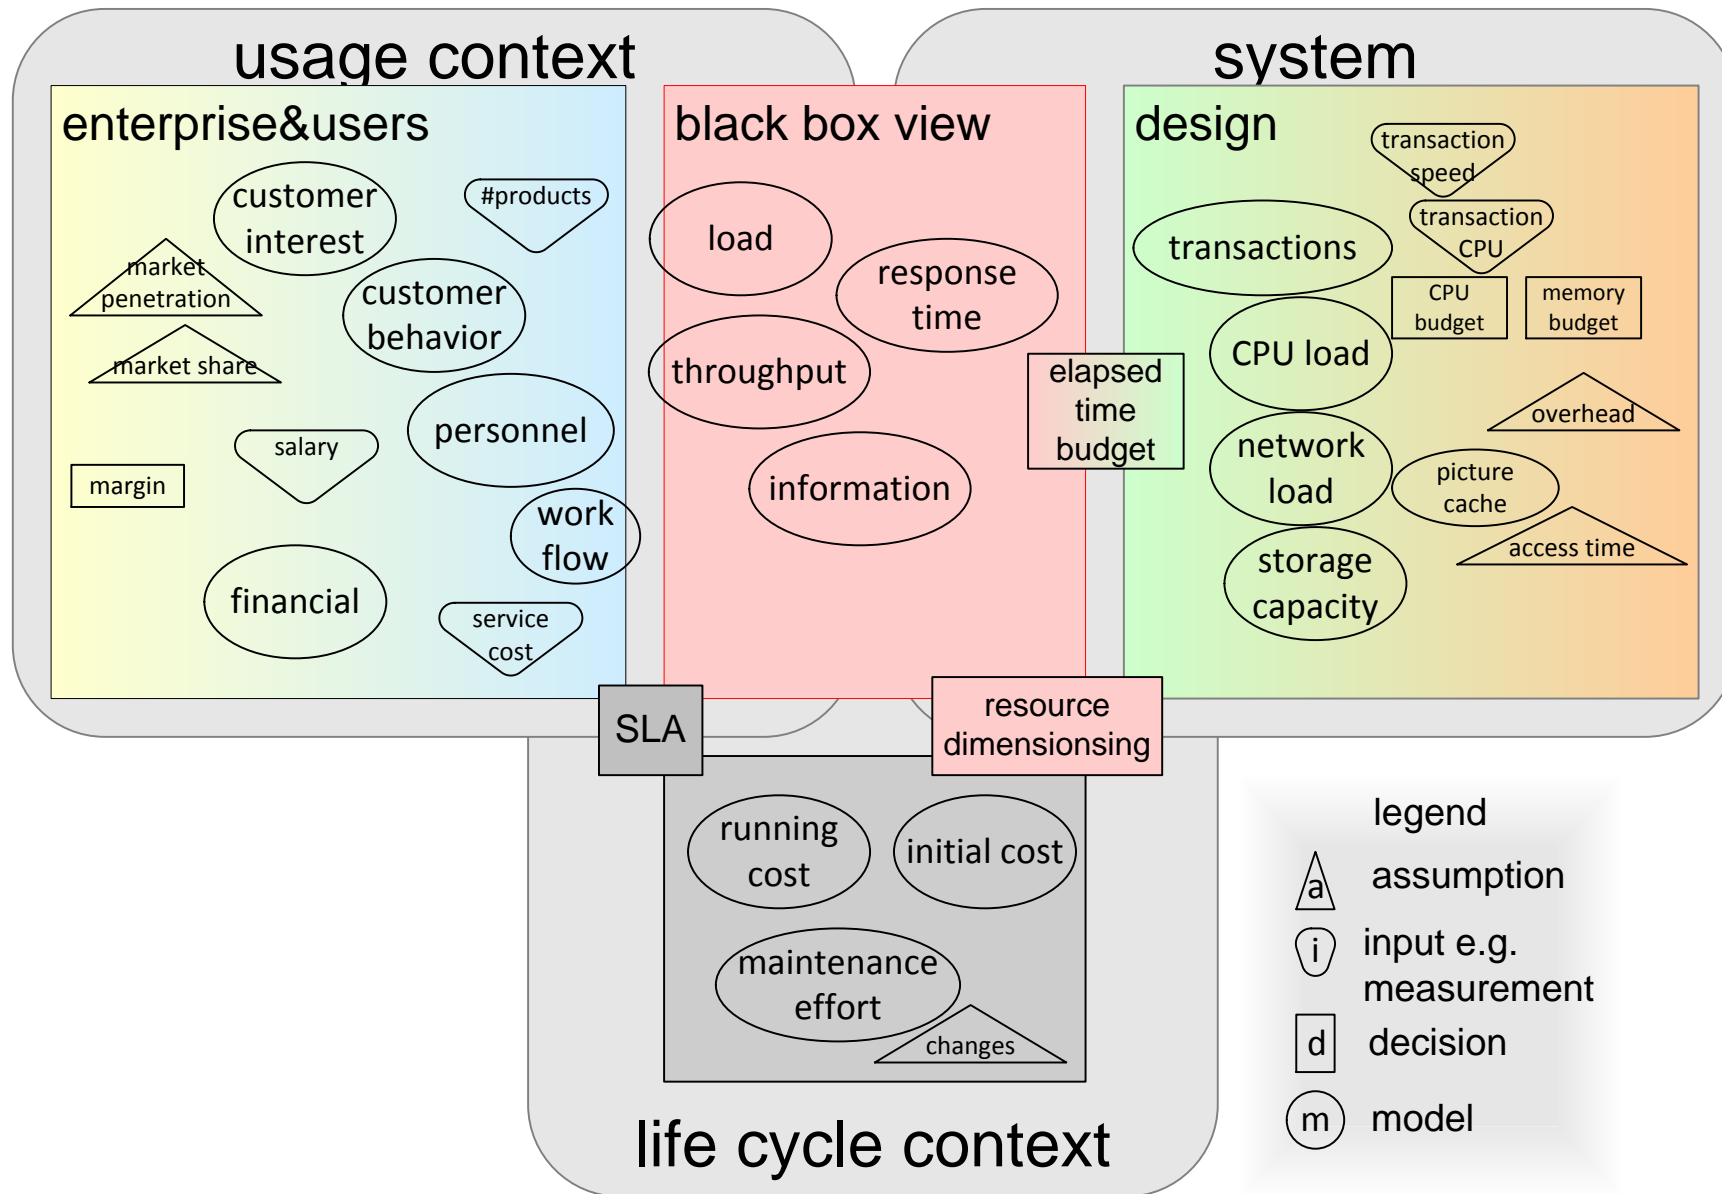 usage context
system
enterprise&users
black box view
design
customer
interest
#products
market
penetration
customer
behavior
market share
personnel
salary
margin
work
flow
financial
service
cost
load
response
time
throughput
information
elapsed
time
budget
transaction
speed
transaction
CPU
transactions
CPU
budget
memory
budget
CPU load
overhead
network
load
picture
cache
access time
storage
capacity
SLA
resource
dimensionsing
running
cost
initial cost
maintenance
effort
changes
life cycle context
legend
a assumption
i input e.g.
measurement
d decision
m model